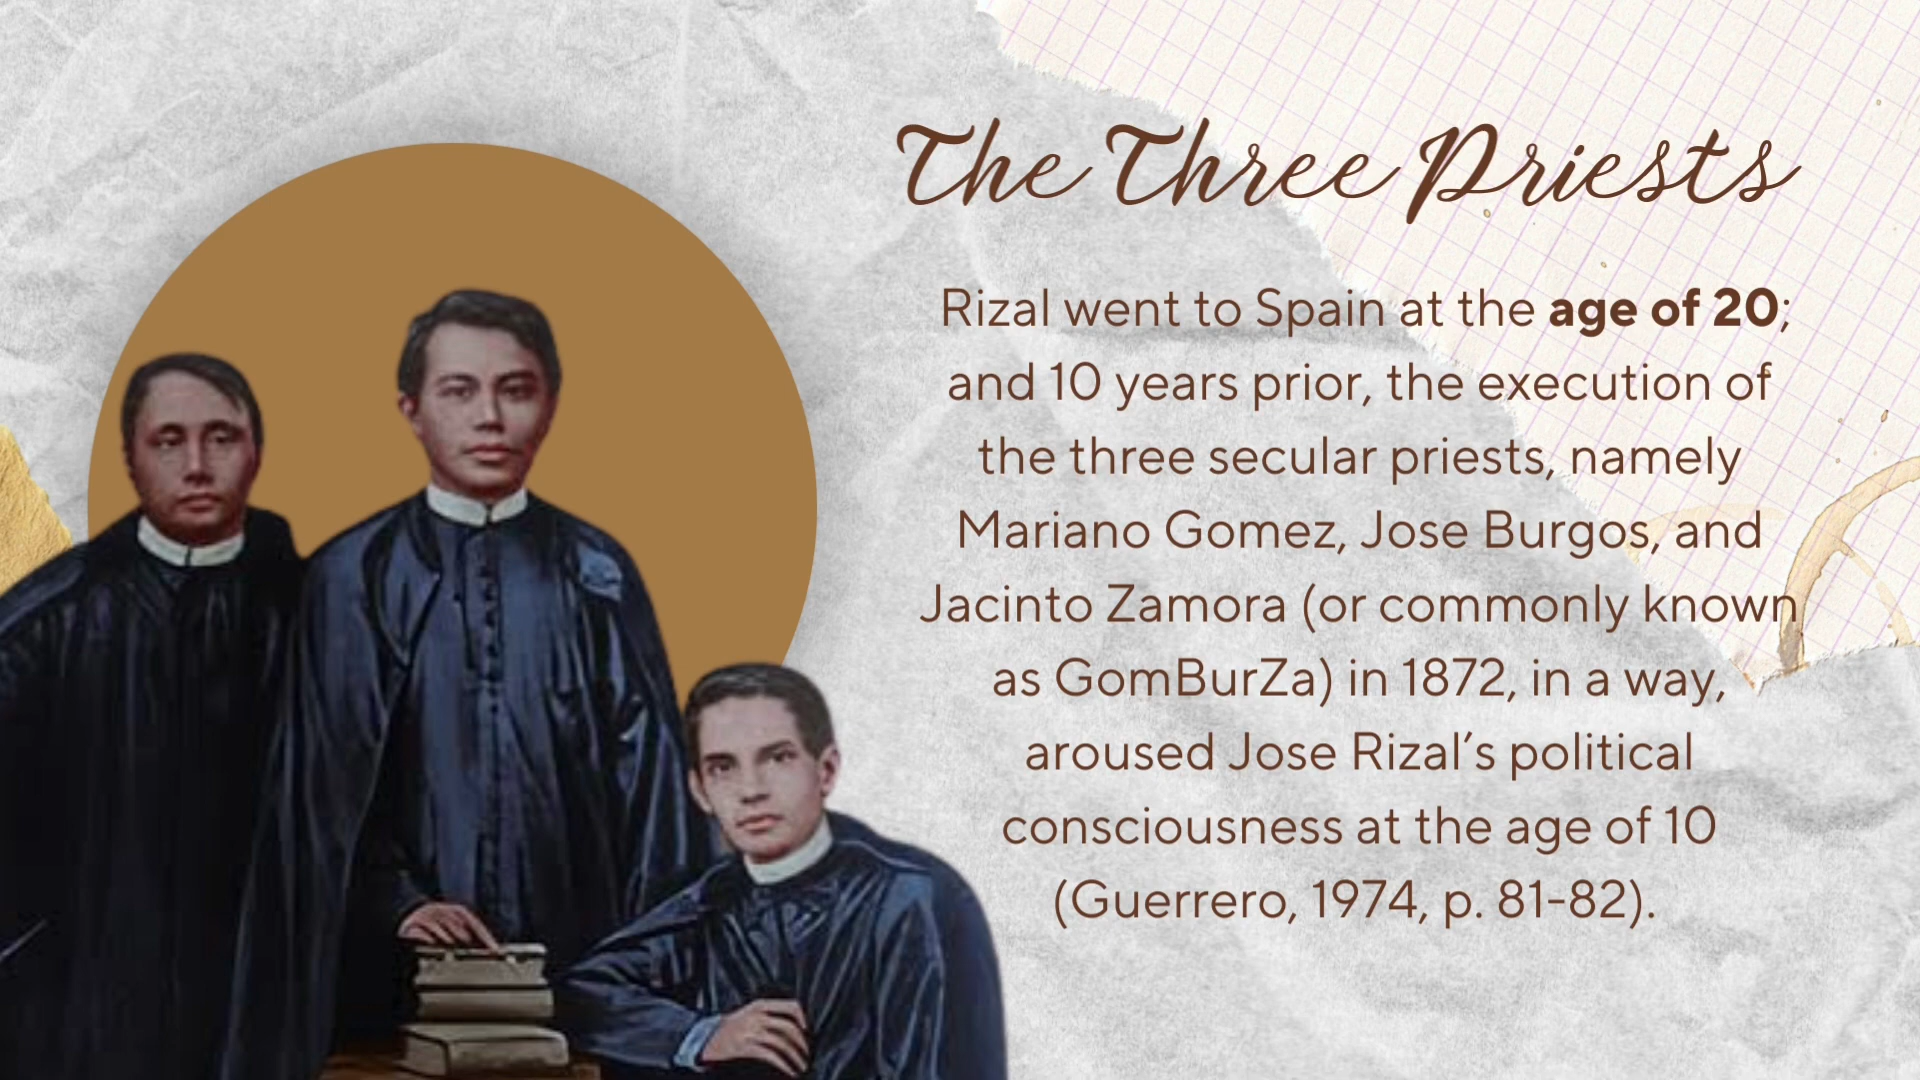 The Three Priests
Rizal went to Spain at the age of 20;
and 10 years prior, the execution of
the three secular priests, namely
Mariano Gomez, Jose Burgos, and
Jacinto Zamora (or commonly known
as GomBurZa) in 1872, in a way,
aroused Jose Rizal’s political
consciousness at the age of 10
(Guerrero, 1974, p. 81-82).